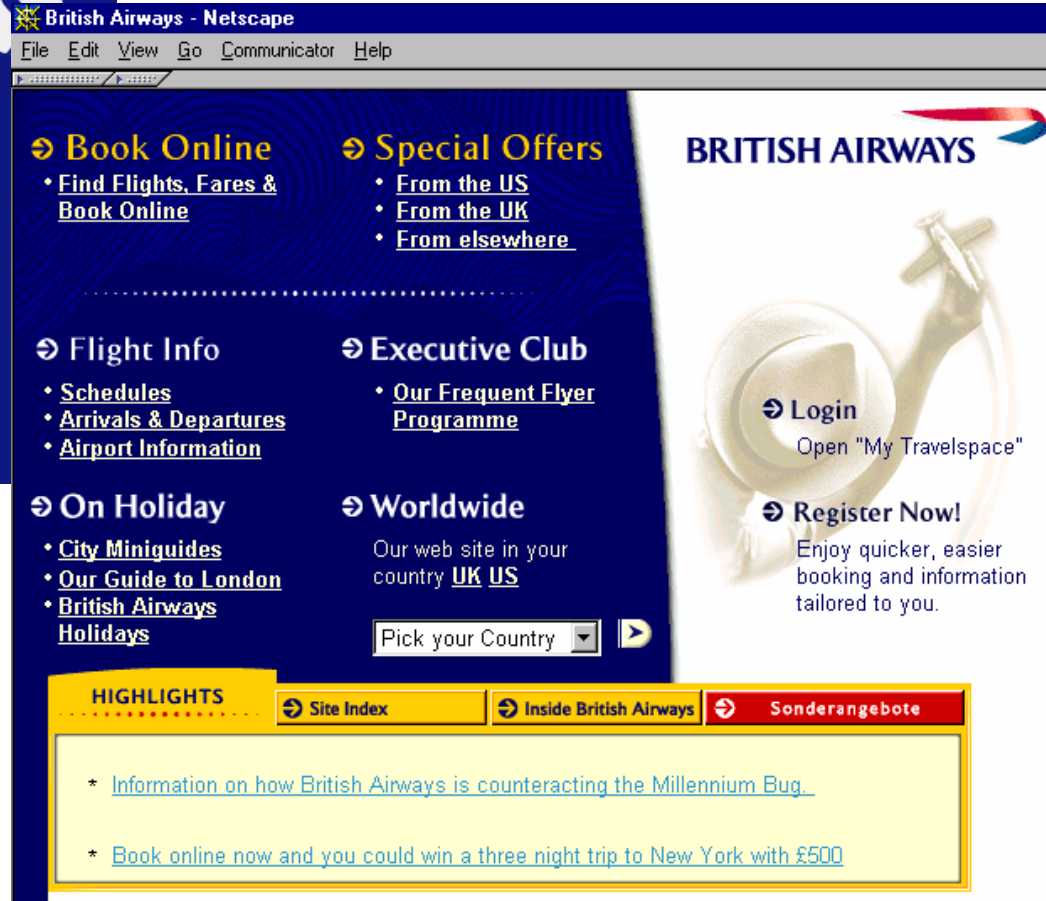 British Airways - Netscape
File Edit View Go Communicator Help
Book Online
• Find Flights, Fares &
Book Online
Special Offers
• From the US
• From the UK
• From elsewhere
BRITISH AIRWAYS
Flight Info
• Schedules
• Arrivals & Departures
• Airport Information
Executive Club
• Our Frequent Flyer
Programme
Login
Open "My Travelspace"
On Holiday
• City Miniguides
• Our Guide to London
• British Airways
Holidays
Worldwide
Our web site in your
country UK US
Pick your Country
Register Now!
Enjoy quicker, easier
booking and information
tailored to you.
HIGHLIGHTS
Site Index
Inside British Airways
Sonderangebote
* Information on how British Airways is counteracting the Millennium Bug.
* Book online now and you could win a three night trip to New York with £500